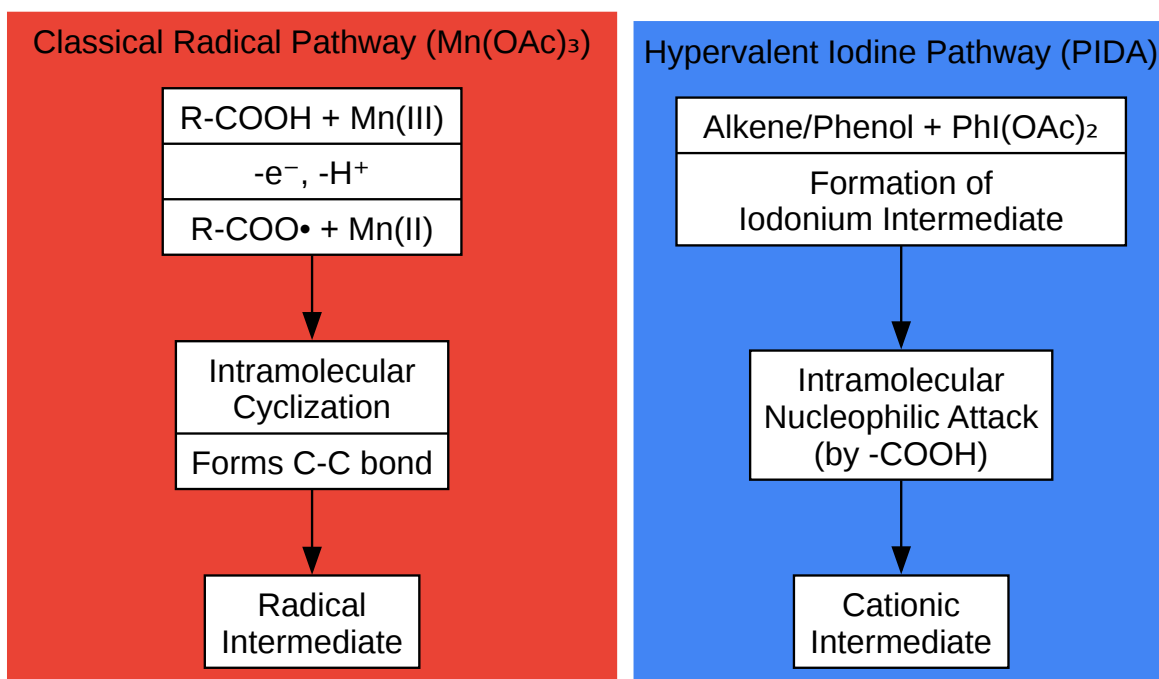 Classical Radical Pathway (Mn(OAc)₃)
R-COOH + Mn(III)
-e⁻, -H⁺
R-COO• + Mn(II)
Intramolecular
Cyclization
Forms C-C bond
Radical
Intermediate
Hypervalent Iodine Pathway (PIDA)
Alkene/Phenol + PhI(OAc)₂
Formation of
Iodonium Intermediate
Intramolecular
Nucleophilic Attack
(by -COOH)
Cationic
Intermediate